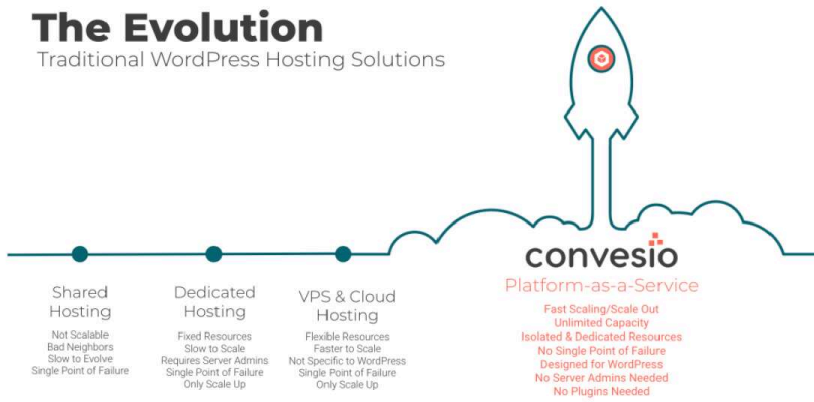 The Evolution
Traditional WordPress Hosting Solutions
Shared
Hosting
Not Scalable
Bad Neighbors
Slow to Evolve
Single Point of Failure
Dedicated
Hosting
Fixed Resources
Slow to Scale
Requires Server Admins
Single Point of Failure
Only Scale Up
VPS & Cloud
Hosting
Flexible Resources
Faster to Scale
Not Specific to WordPress
Single Point of Failure
Only Scale Up
convesio
Platform-as-a-Service
Fast Scaling/Scale Out
Unlimited Capacity
Isolated & Dedicated Resources
No Single Point of Failure
Designed for WordPress
No Server Admins Needed
No Plugins Needed